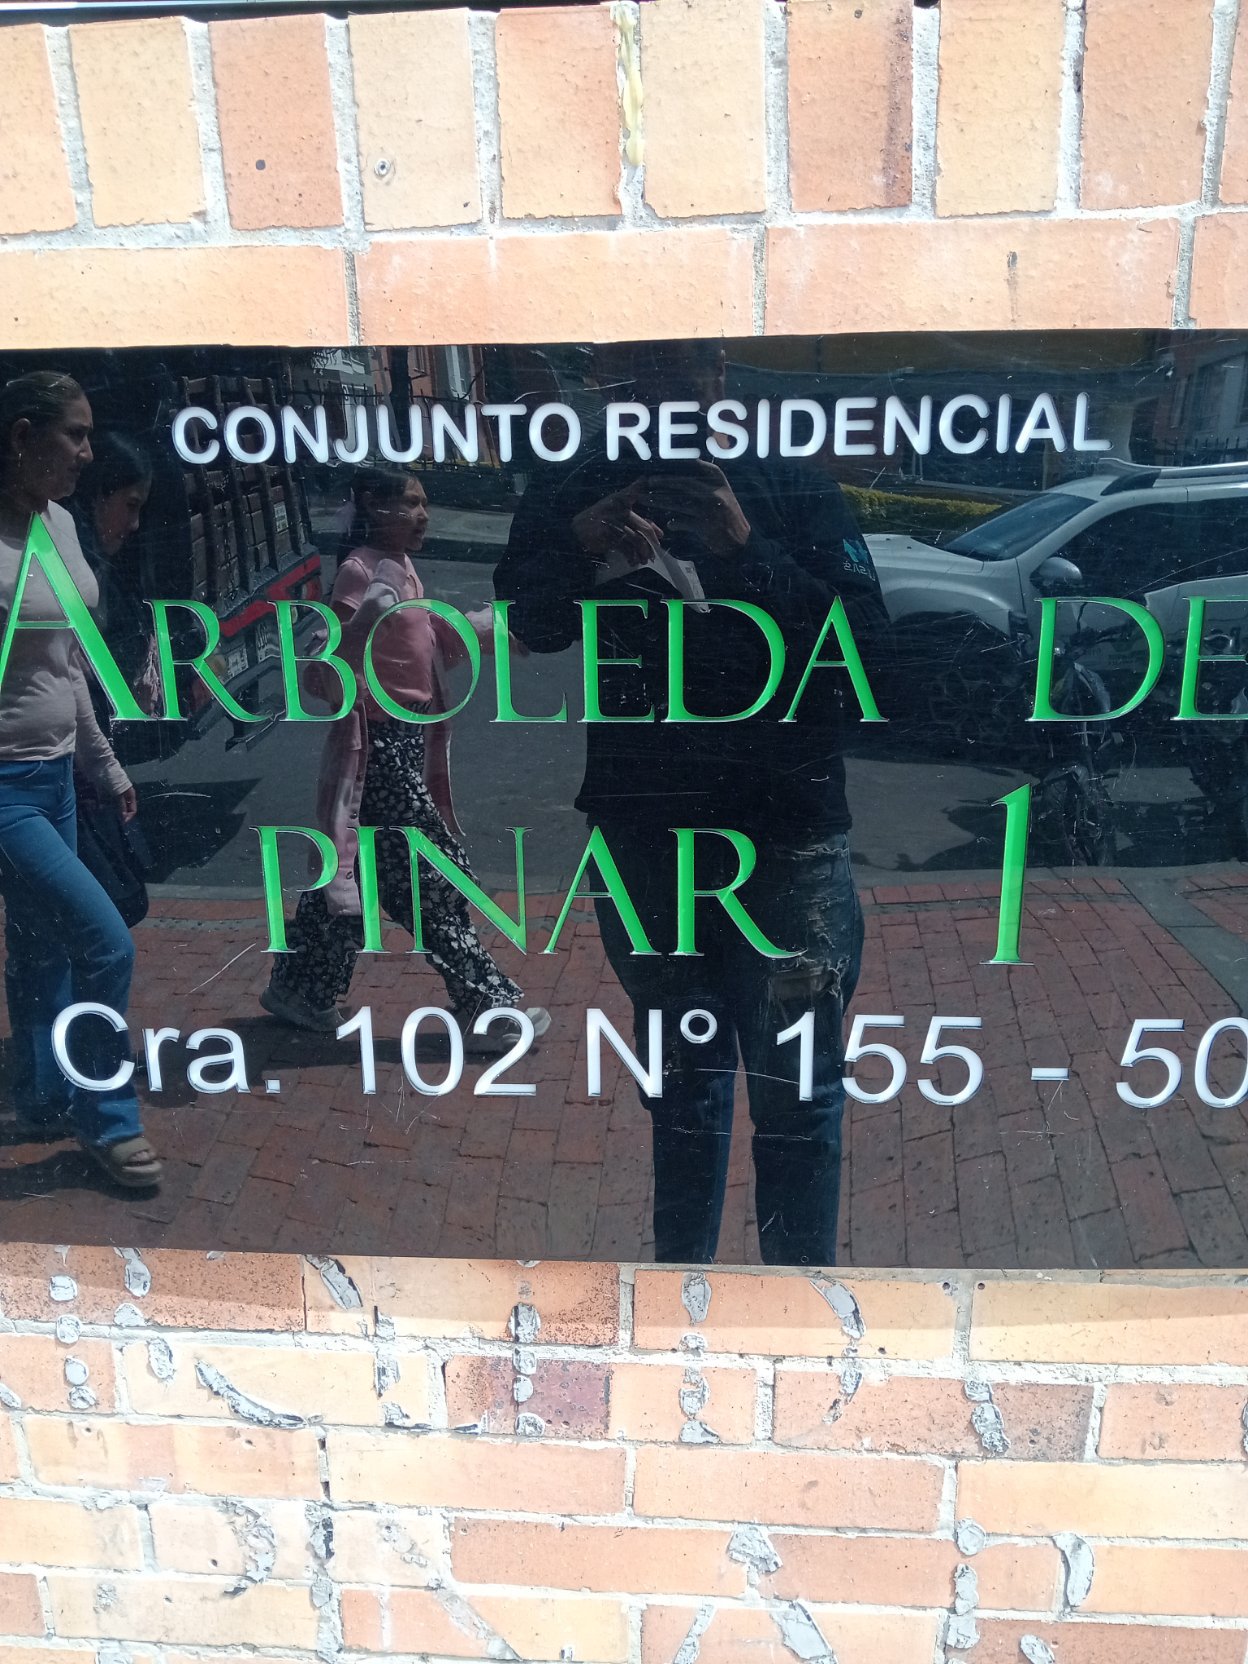 CONJUNTO RESIDENCIAL
ARBOLEDA DE
PINAR 1
Cra. 102 N° 155 - 50